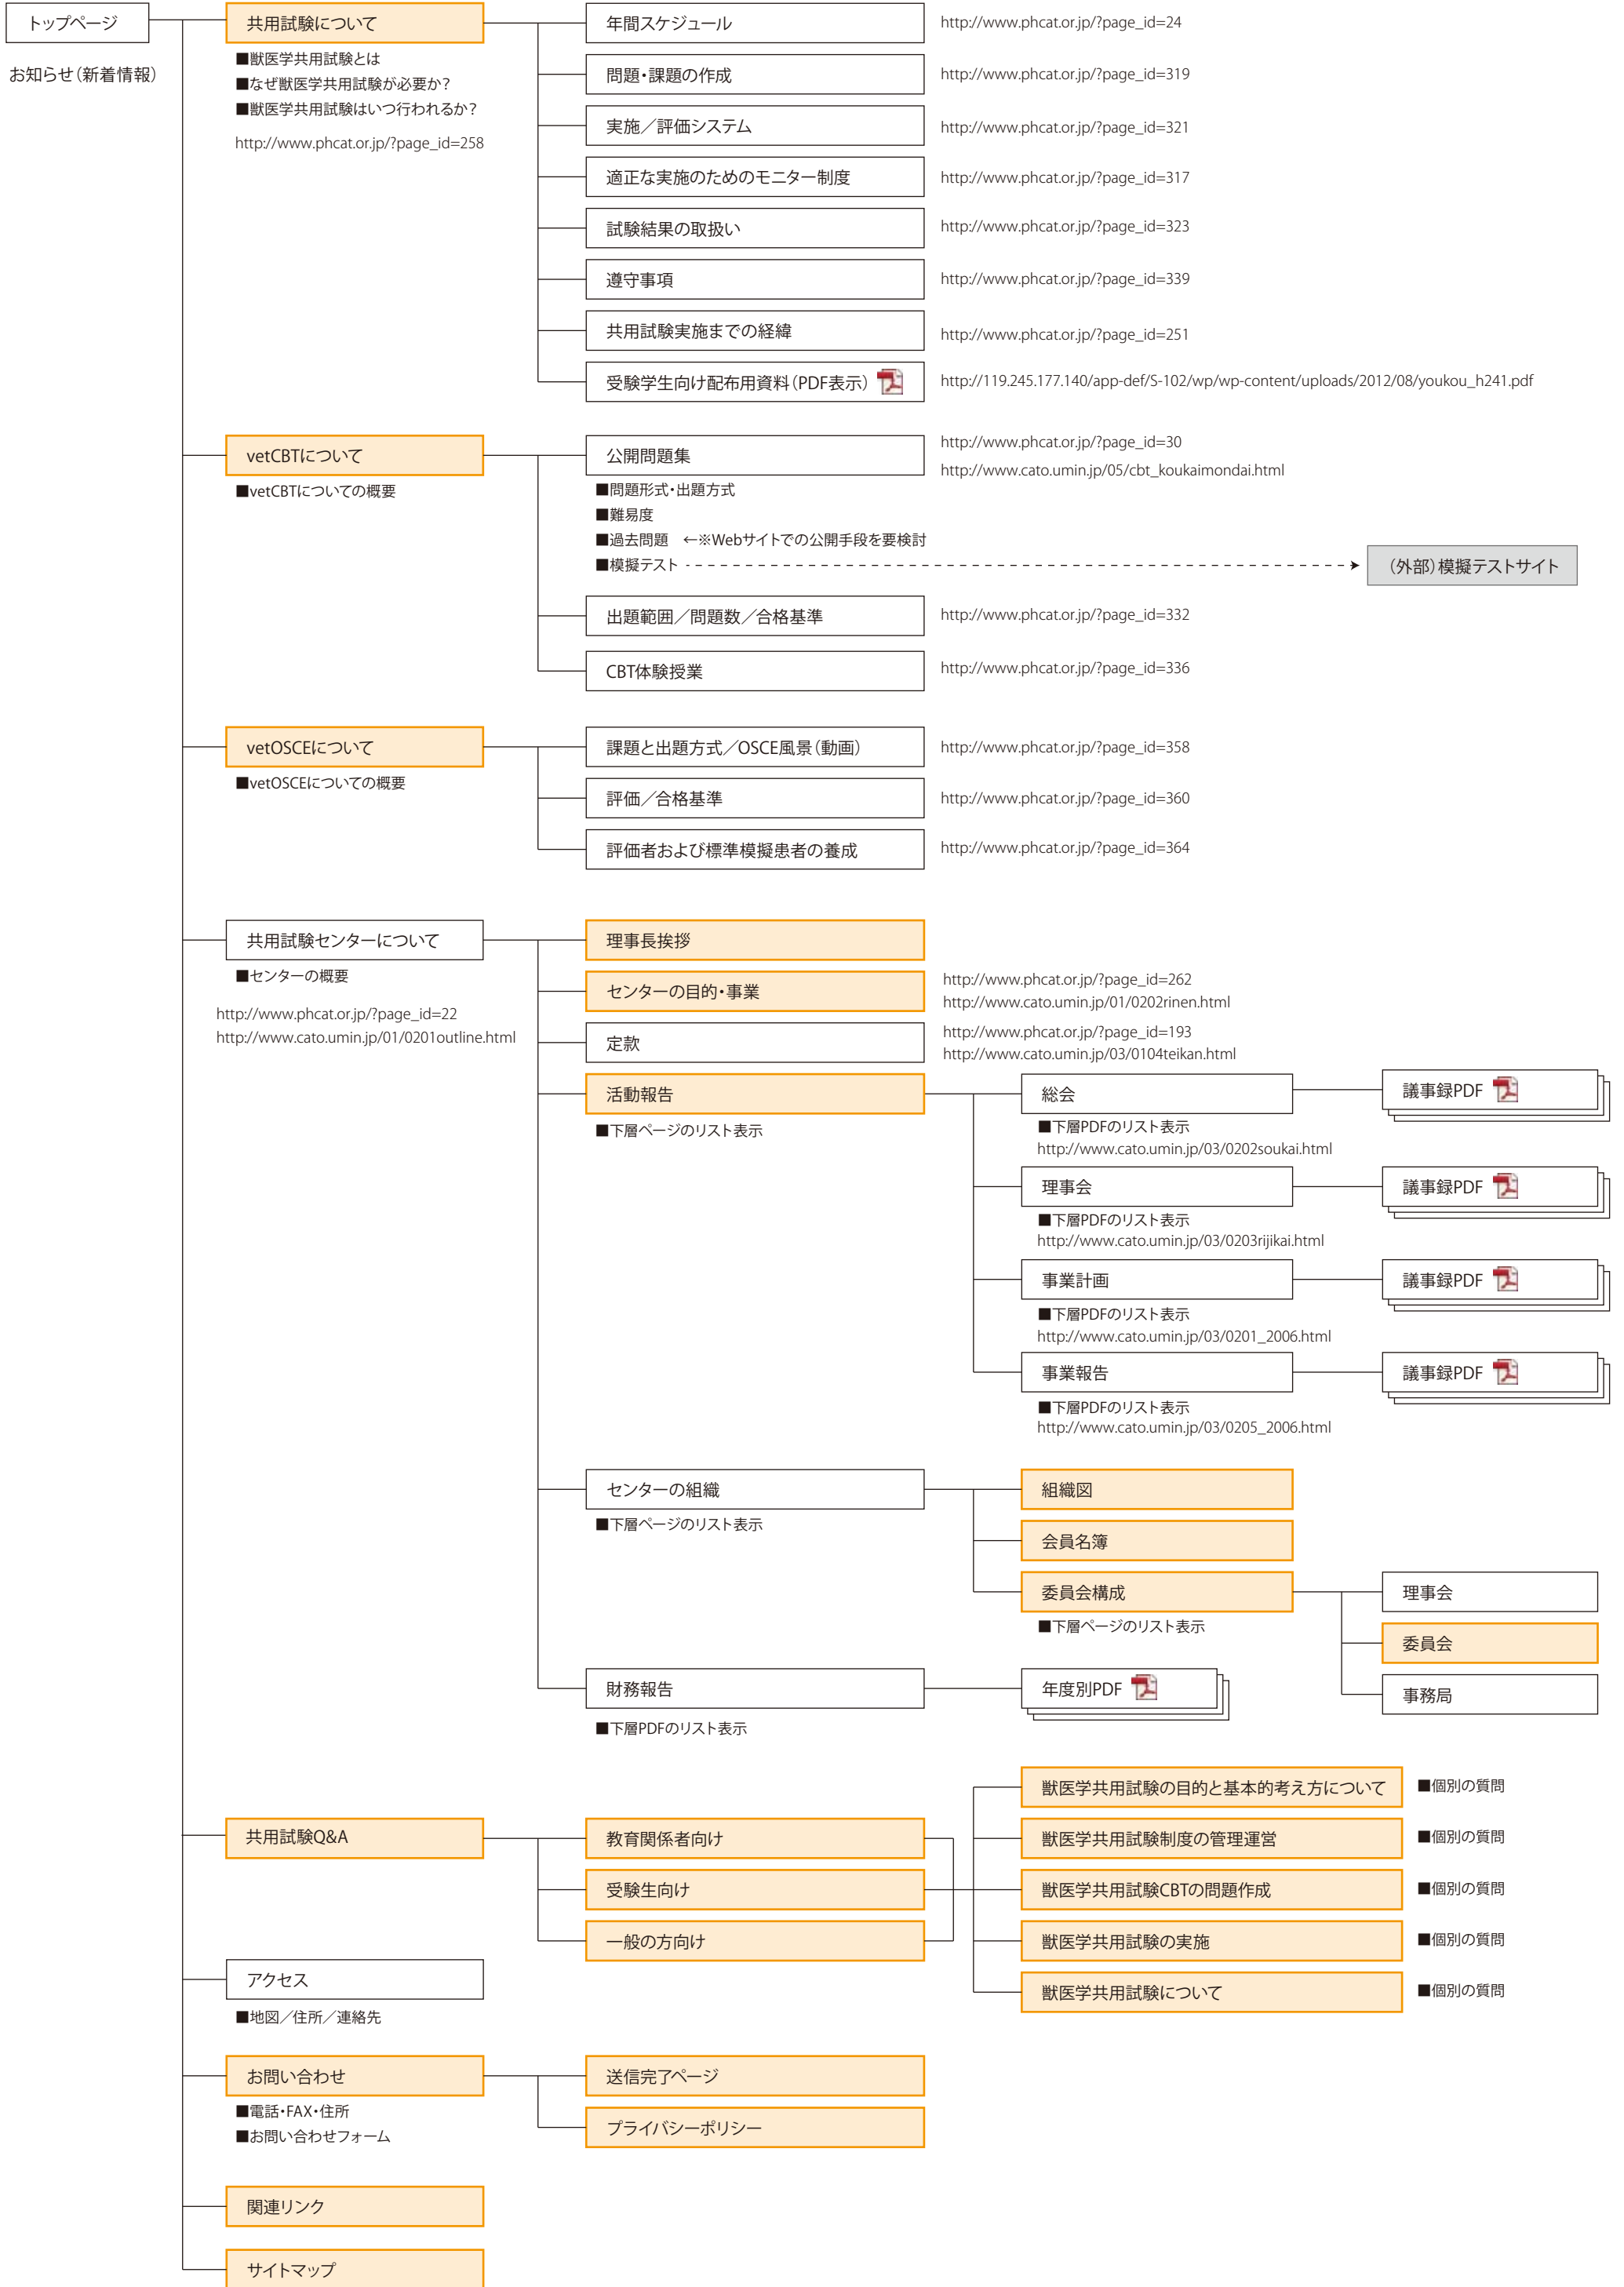 トップページ
お知らせ（新着情報）
共用試験について
■獣医学共用試験とは
■なぜ獣医学共用試験が必要か？
■獣医学共用試験はいつ行われるか？
http://www.phcat.or.jp/?page_id=258
年間スケジュール
http://www.phcat.or.jp/?page_id=24
問題・課題の作成
http://www.phcat.or.jp/?page_id=319
実施／評価システム
http://www.phcat.or.jp/?page_id=321
適正な実施のためのモニター制度
http://www.phcat.or.jp/?page_id=317
試験結果の取扱い
http://www.phcat.or.jp/?page_id=323
遵守事項
http://www.phcat.or.jp/?page_id=339
共用試験実施までの経緯
http://www.phcat.or.jp/?page_id=251
受験学生向け配布用資料（PDF表示）
http://119.245.177.140/app-def/S-102/wp/wp-content/uploads/2012/08/youkou_h241.pdf
vetCBTについて
■vetCBTについての概要
公開問題集
http://www.phcat.or.jp/?page_id=30
http://www.cato.umin.jp/05/cbt_koukaimondai.html
■問題形式・出題方式
■難易度
■過去問題　←※Webサイトでの公開手段を要検討
■模擬テスト
（外部）模擬テストサイト
出題範囲／問題数／合格基準
http://www.phcat.or.jp/?page_id=332
CBT体験授業
http://www.phcat.or.jp/?page_id=336
vetOSCEについて
■vetOSCEについての概要
課題と出題方式／OSCE風景（動画）
http://www.phcat.or.jp/?page_id=358
評価／合格基準
http://www.phcat.or.jp/?page_id=360
評価者および標準模擬患者の養成
http://www.phcat.or.jp/?page_id=364
共用試験センターについて
■センターの概要
http://www.phcat.or.jp/?page_id=22
http://www.cato.umin.jp/01/0201outline.html
理事長挨拶
センターの目的・事業
http://www.phcat.or.jp/?page_id=262
http://www.cato.umin.jp/01/0202rinen.html
定款
http://www.phcat.or.jp/?page_id=193
http://www.cato.umin.jp/03/0104teikan.html
活動報告
■下層ページのリスト表示
総会
■下層PDFのリスト表示
http://www.cato.umin.jp/03/0202soukai.html
議事録PDF
理事会
■下層PDFのリスト表示
http://www.cato.umin.jp/03/0203rijikai.html
議事録PDF
事業計画
■下層PDFのリスト表示
http://www.cato.umin.jp/03/0201_2006.html
議事録PDF
事業報告
■下層PDFのリスト表示
http://www.cato.umin.jp/03/0205_2006.html
議事録PDF
センターの組織
■下層ページのリスト表示
組織図
会員名簿
委員会構成
■下層ページのリスト表示
理事会
委員会
事務局
財務報告
■下層PDFのリスト表示
年度別PDF
共用試験Q&A
教育関係者向け
受験生向け
一般の方向け
獣医学共用試験の目的と基本的考え方について
■個別の質問
獣医学共用試験制度の管理運営
■個別の質問
獣医学共用試験CBTの問題作成
■個別の質問
獣医学共用試験の実施
■個別の質問
獣医学共用試験について
■個別の質問
アクセス
■地図／住所／連絡先
お問い合わせ
■電話・FAX・住所
■お問い合わせフォーム
送信完了ページ
プライバシーポリシー
関連リンク
サイトマップ